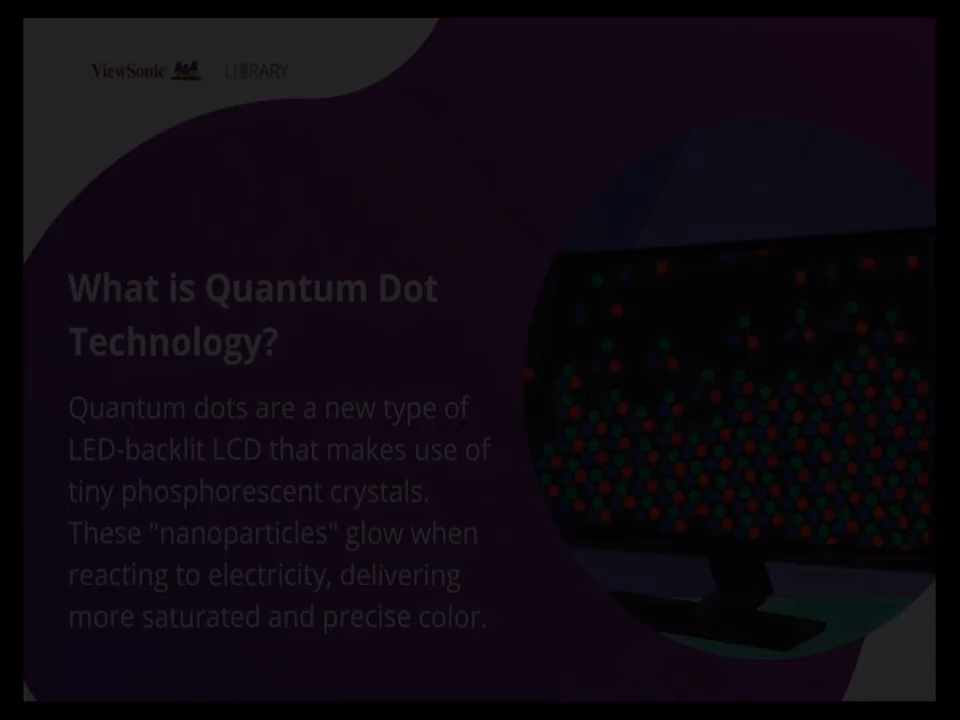 ViewSonic LIBRARY
What is Quantum Dot
Technology?
Quantum dots are a new type of
LED-backlit LCD that makes use of
tiny phosphorescent crystals.
These "nanoparticles" glow when
reacting to electricity, delivering
more saturated and precise color.